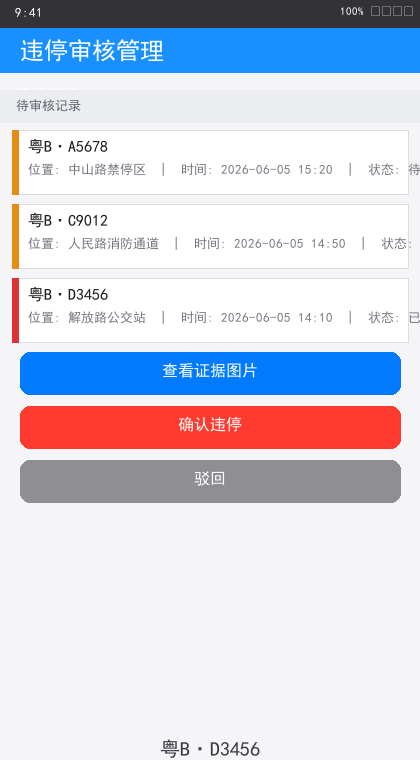 9:41 100%
违停审核管理
待审核记录
粤B·A5678
位置: 中山路禁停区 | 时间: 2026-06-05 15:20 | 状态: 待
粤B·C9012
位置: 人民路消防通道 | 时间: 2026-06-05 14:50 | 状态:
粤B·D3456
位置: 解放路公交站 | 时间: 2026-06-05 14:10 | 状态: 已
查看证据图片
确认违停
驳回
粤B·D3456